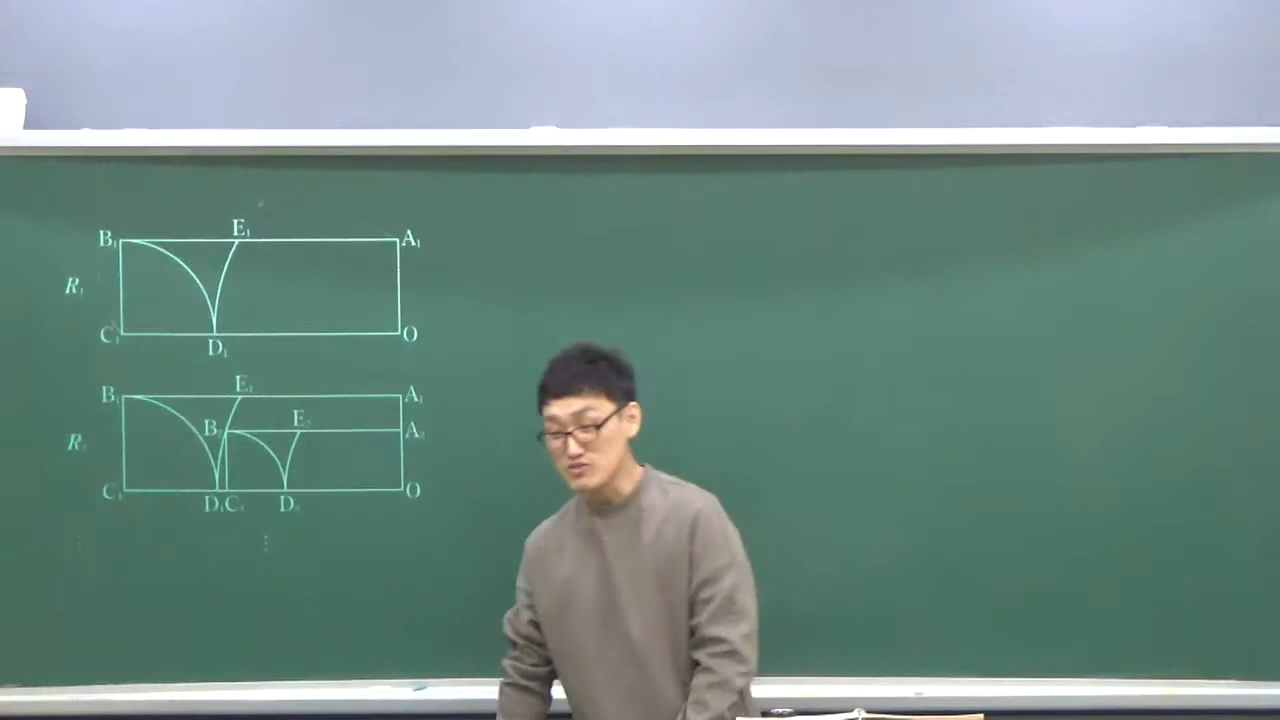 E₁
B₁ A₁
R₁
C₁ O
D₁
E₁
B₁ A₁
B₂ E₂ A₂
R₂
C₁ O
D₁ C₂ D₂
⋮ ⋮